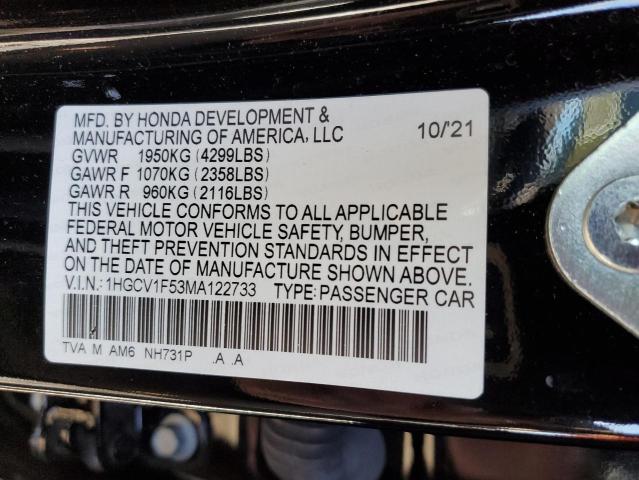 MFD. BY HONDA DEVELOPMENT &
MANUFACTURING OF AMERICA, LLC 10/'21
GVWR 1950KG (4299LBS)
GAWR F 1070KG (2358LBS)
GAWR R 960KG (2116LBS)
THIS VEHICLE CONFORMS TO ALL APPLICABLE
FEDERAL MOTOR VEHICLE SAFETY, BUMPER,
AND THEFT PREVENTION STANDARDS IN EFFECT
ON THE DATE OF MANUFACTURE SHOWN ABOVE.
V.I.N.: 1HGCV1F53MA122733 TYPE: PASSENGER CAR
TVA M AM6 NH731P .A .A